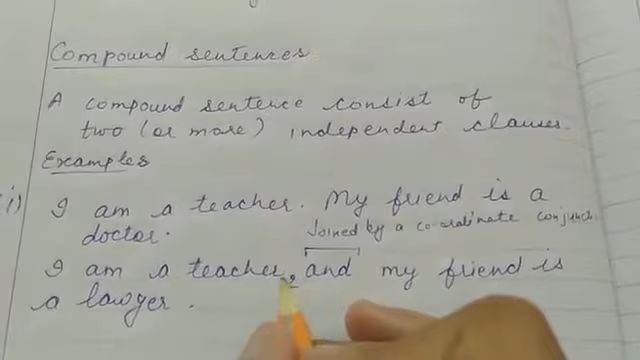 Compound sentences
A compound sentence consist of
two (or more) independent clauses.
Examples
i) I am a teacher. My friend is a
doctor. Joined by a co-ordinate conjunc.
I am a teacher, and my friend is
a lawyer.